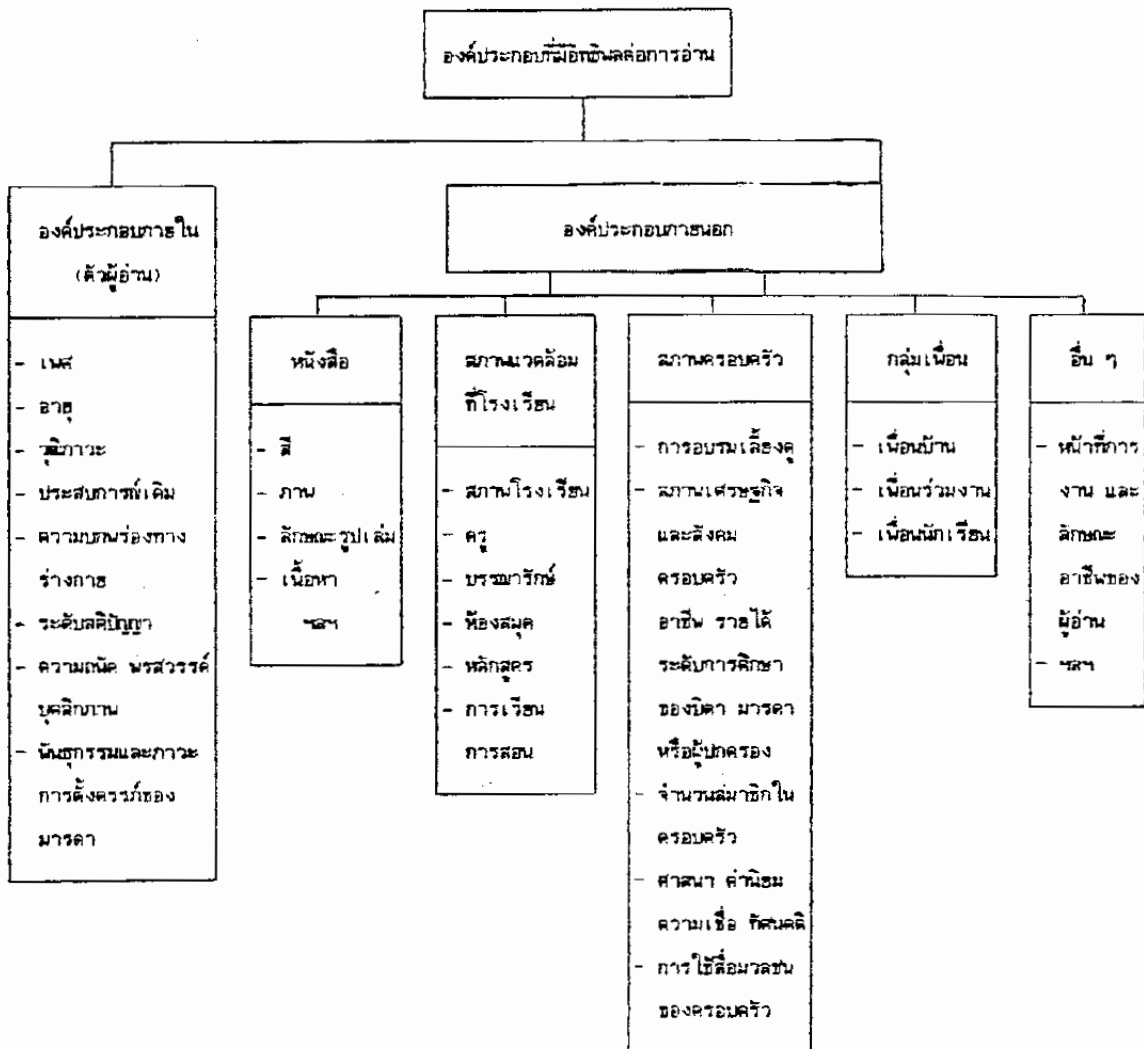 องค์ประกอบที่มีอิทธิพลต่อการอ่าน
องค์ประกอบภายใน
(ตัวผู้อ่าน)
- เพศ
- อายุ
- วุฒิภาวะ
- ประสบการณ์เดิม
- ความบกพร่องทาง
ร่างกาย
- ระดับสติปัญญา
- ความถนัด พรสวรรค์
บุคลิกภาพ
- พันธุกรรมและภาวะ
การตั้งครรภ์ของ
มารดา
องค์ประกอบภายนอก
หนังสือ
- สี
- ภาพ
- ลักษณะรูปเล่ม
- เนื้อหา
ฯลฯ
สภาพแวดล้อม
ที่โรงเรียน
- สภาพโรงเรียน
- ครู
- บรรณารักษ์
- ห้องสมุด
- หลักสูตร
- การเรียน
การสอน
สภาพครอบครัว
- การอบรมเลี้ยงดู
- สภาพเศรษฐกิจ
และสังคม
ครอบครัว
อาชีพ รายได้
ระดับการศึกษา
ของบิดา มารดา
หรือผู้ปกครอง
- จำนวนสมาชิกใน
ครอบครัว
- ศาสนา ค่านิยม
ความเชื่อ ทัศนคติ
- การใช้สื่อมวลชน
ของครอบครัว
กลุ่มเพื่อน
- เพื่อนบ้าน
- เพื่อนร่วมงาน
- เพื่อนนักเรียน
อื่น ๆ
- หน้าที่การ
งาน และ
ลักษณะ
อาชีพของ
ผู้อ่าน
- ฯลฯ